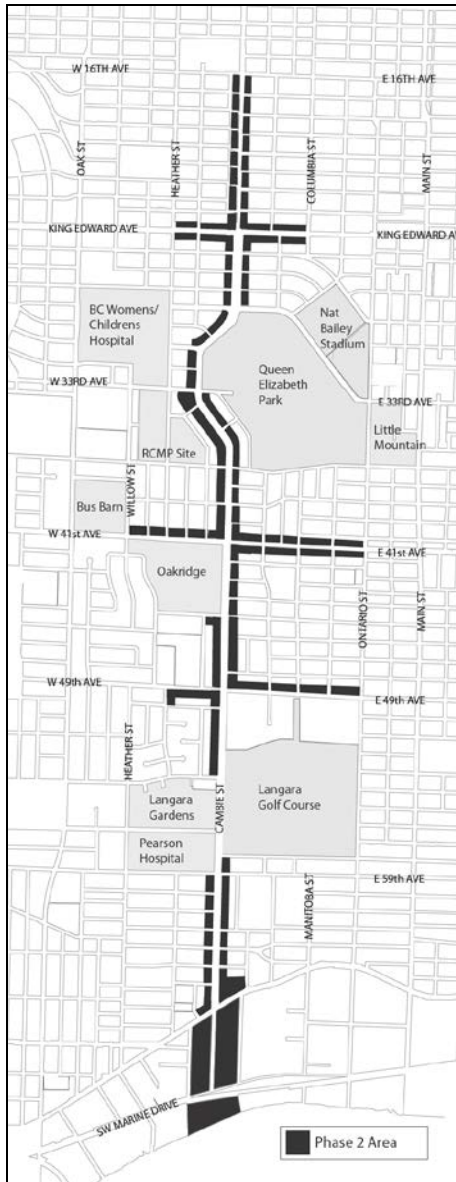 W 16TH AVE
E 16TH AVE
OAK ST
HEATHER ST
COLUMBIA ST
MAIN ST
KING EDWARD AVE
KING EDWARD AVE
BC Womens/
Childrens
Hospital
Nat
Bailey
Stadium
Queen
Elizabeth
Park
W 33RD AVE
E 33RD AVE
Little
Mountain
RCMP Site
WILLOW ST
Bus Barn
W 41st AVE
E 41st AVE
Oakridge
ONTARIO ST
MAIN ST
W 49th AVE
E 49th AVE
HEATHER ST
CAMBIE ST
Langara
Gardens
Langara
Golf Course
Pearson
Hospital
MANITOBA ST
E 59th AVE
SW MARINE DRIVE
Phase 2 Area